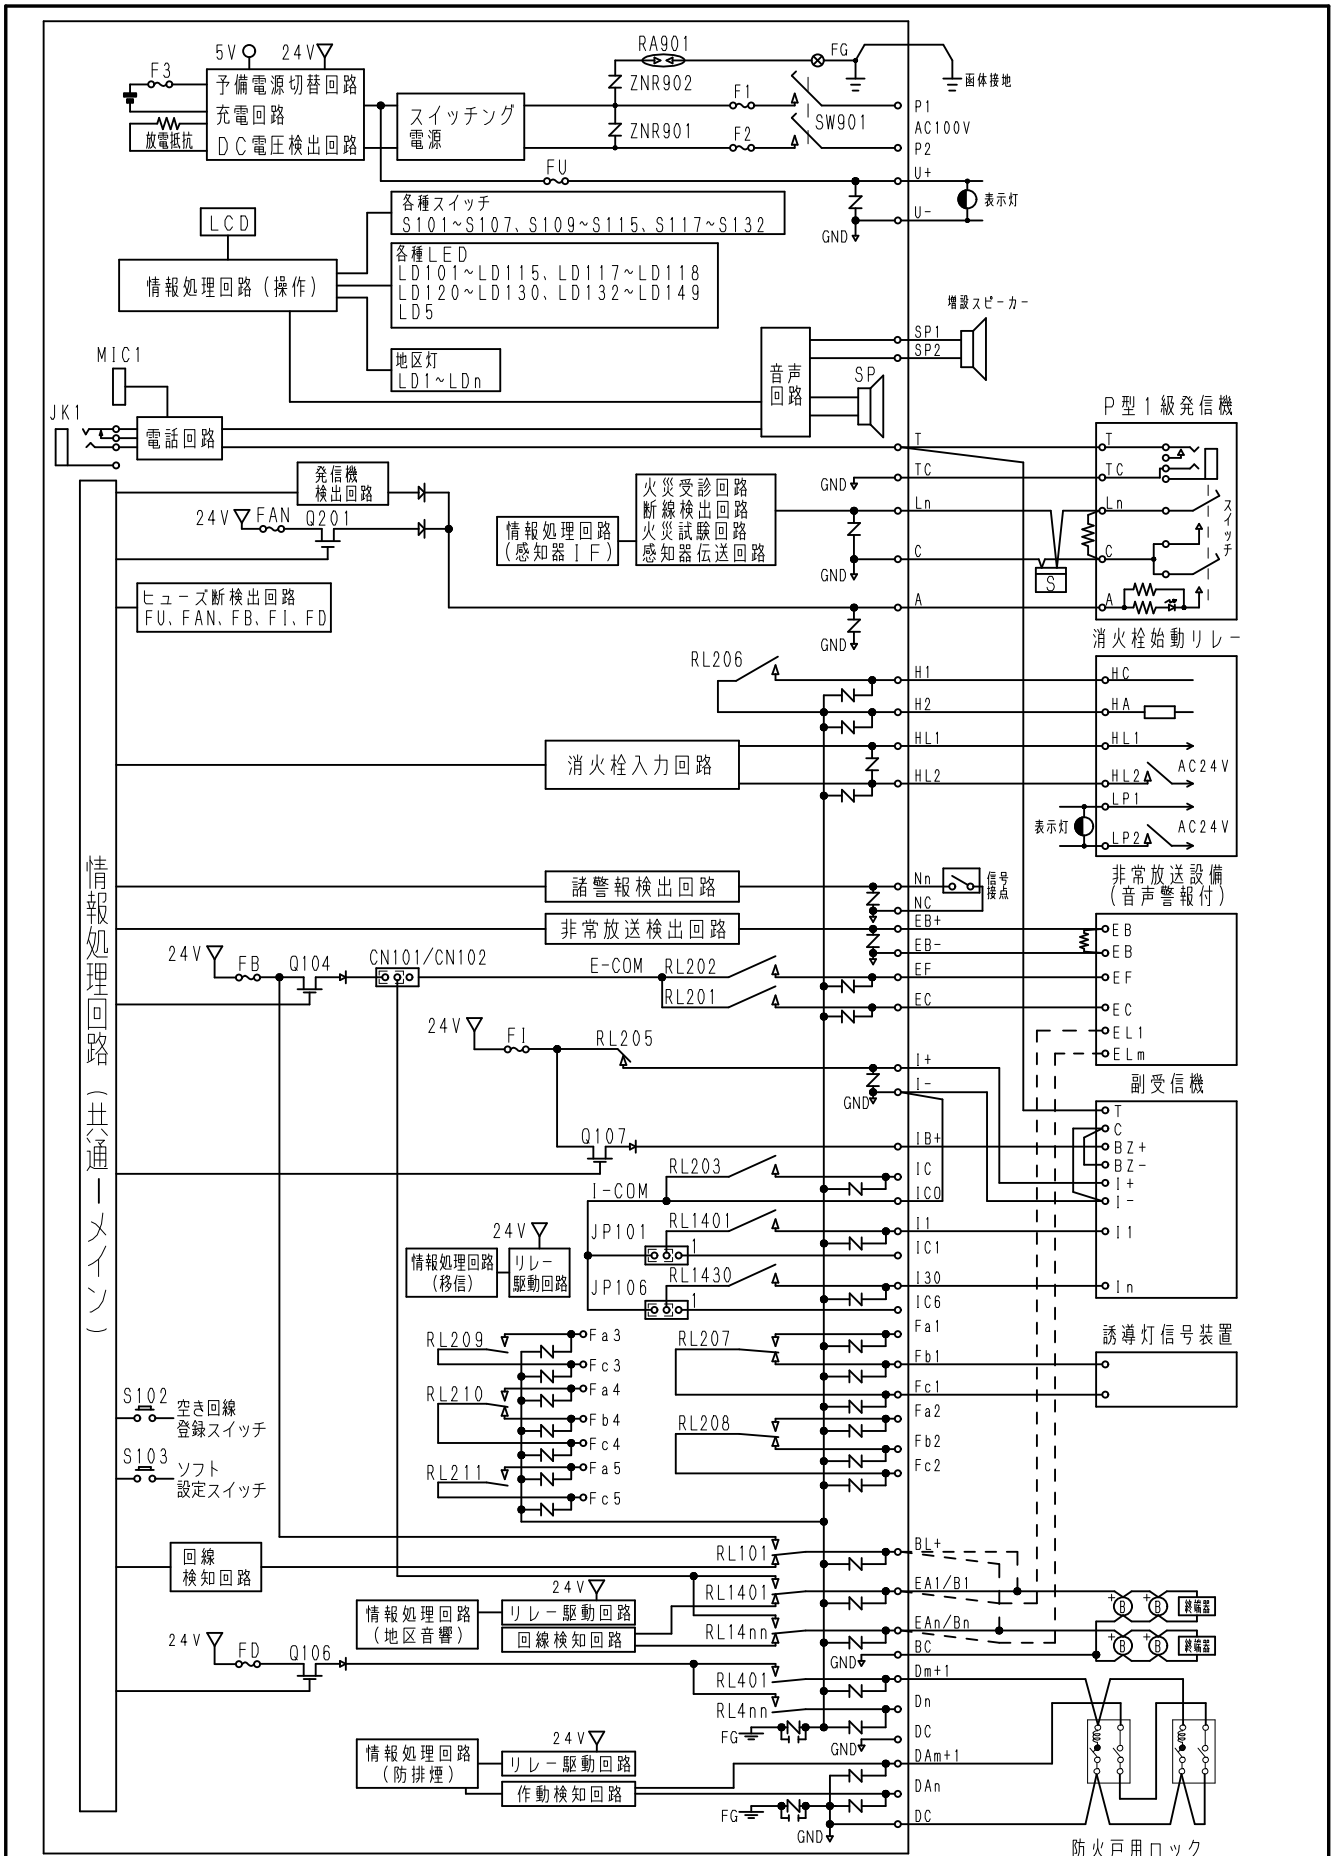 RA901
FG
5V
24V
F3
予備電源切替回路
充電回路
DC電圧検出回路
放電抵抗
スイッチング
電源
ZNR902
F1
ZNR901
F2
SW901
P1
AC100V
P2
函体接地
FU
U+
U-
GND
表示灯
LCD
情報処理回路(操作)
各種スイッチ
S101~S107、S109~S115、S117~S132
各種LED
LD101~LD115、LD117~LD118
LD120~LD130、LD132~LD149
LD5
地区灯
LD1~LDn
音声
回路
SP
SP1
SP2
増設スピーカー
MIC1
JK1
電話回路
T
TC
GND
Ln
C
GND
A
GND
発信機
検出回路
24V
FAN
Q201
情報処理回路
(感知器IF)
火災受診回路
断線検出回路
火災試験回路
感知器伝送回路
S
P型1級発信機
T
TC
Ln
C
A
スイッチ
ヒューズ断検出回路
FU、FAN、FB、FI、FD
消火栓始動リレー
RL206
H1
H2
HC
HA
消火栓入力回路
HL1
HL2
HL1
HL2
AC24V
LP1
LP2
AC24V
表示灯
情報処理回路(共通ーメイン)
諸警報検出回路
非常放送検出回路
Nn
NC
信号
接点
EB+
EB-
EF
EC
非常放送設備
(音声警報付)
EB
EB
EF
EC
EL1
ELm
24V
FB
Q104
CN101/CN102
E-COM
RL202
RL201
24V
FI
RL205
I+
I-
GND
副受信機
T
C
BZ+
BZ-
I+
I-
I1
In
Q107
IB+
RL203
IC
I-COM
ICO
JP101
RL1401
1
I1
IC1
24V
情報処理回路
(移信)
リレー
駆動回路
JP106
RL1430
1
I30
IC6
RL209
Fa3
Fc3
RL210
Fa4
Fb4
Fc4
RL211
Fa5
Fc5
RL207
Fa1
Fb1
Fc1
RL208
Fa2
Fb2
Fc2
誘導灯信号装置
S102
空き回線
登録スイッチ
S103
ソフト
設定スイッチ
回線
検知回路
RL101
BL+
24V
情報処理回路
(地区音響)
リレー駆動回路
回線検知回路
RL1401
EA1/B1
RL14nn
EAn/Bn
GND
BC
+
B
+
B
終端器
+
B
+
B
終端器
24V
FD
Q106
RL401
Dm+1
RL4nn
Dn
FG
GND
DC
24V
情報処理回路
(防排煙)
リレー駆動回路
作動検知回路
DAm+1
DAn
FG
GND
DC
防火戸用ロック